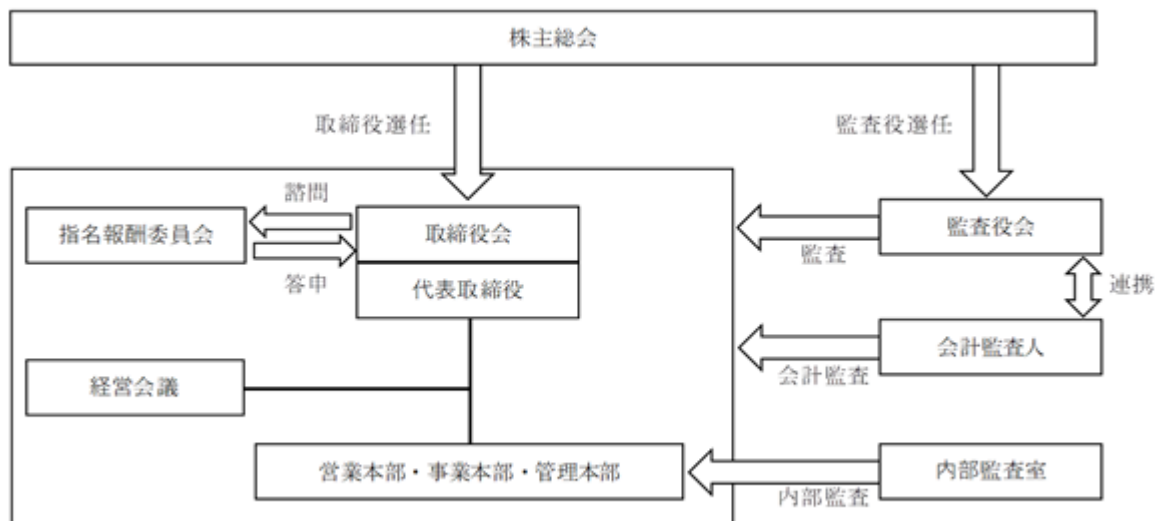 株主総会
取締役選任
監査役選任
諮問
指名報酬委員会
取締役会
監査役会
答申
監査
代表取締役
連携
会計監査人
会計監査
経営会議
営業本部・事業本部・管理本部
内部監査室
内部監査